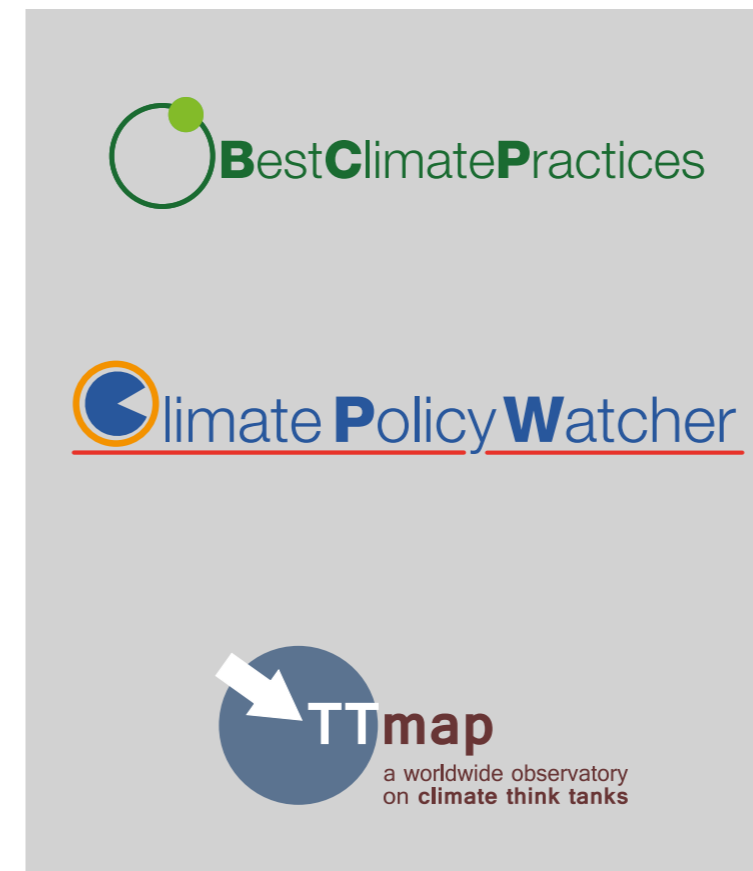 BestClimatePractices
Climate Policy Watcher
TTmap
a worldwide observatory
on climate think tanks